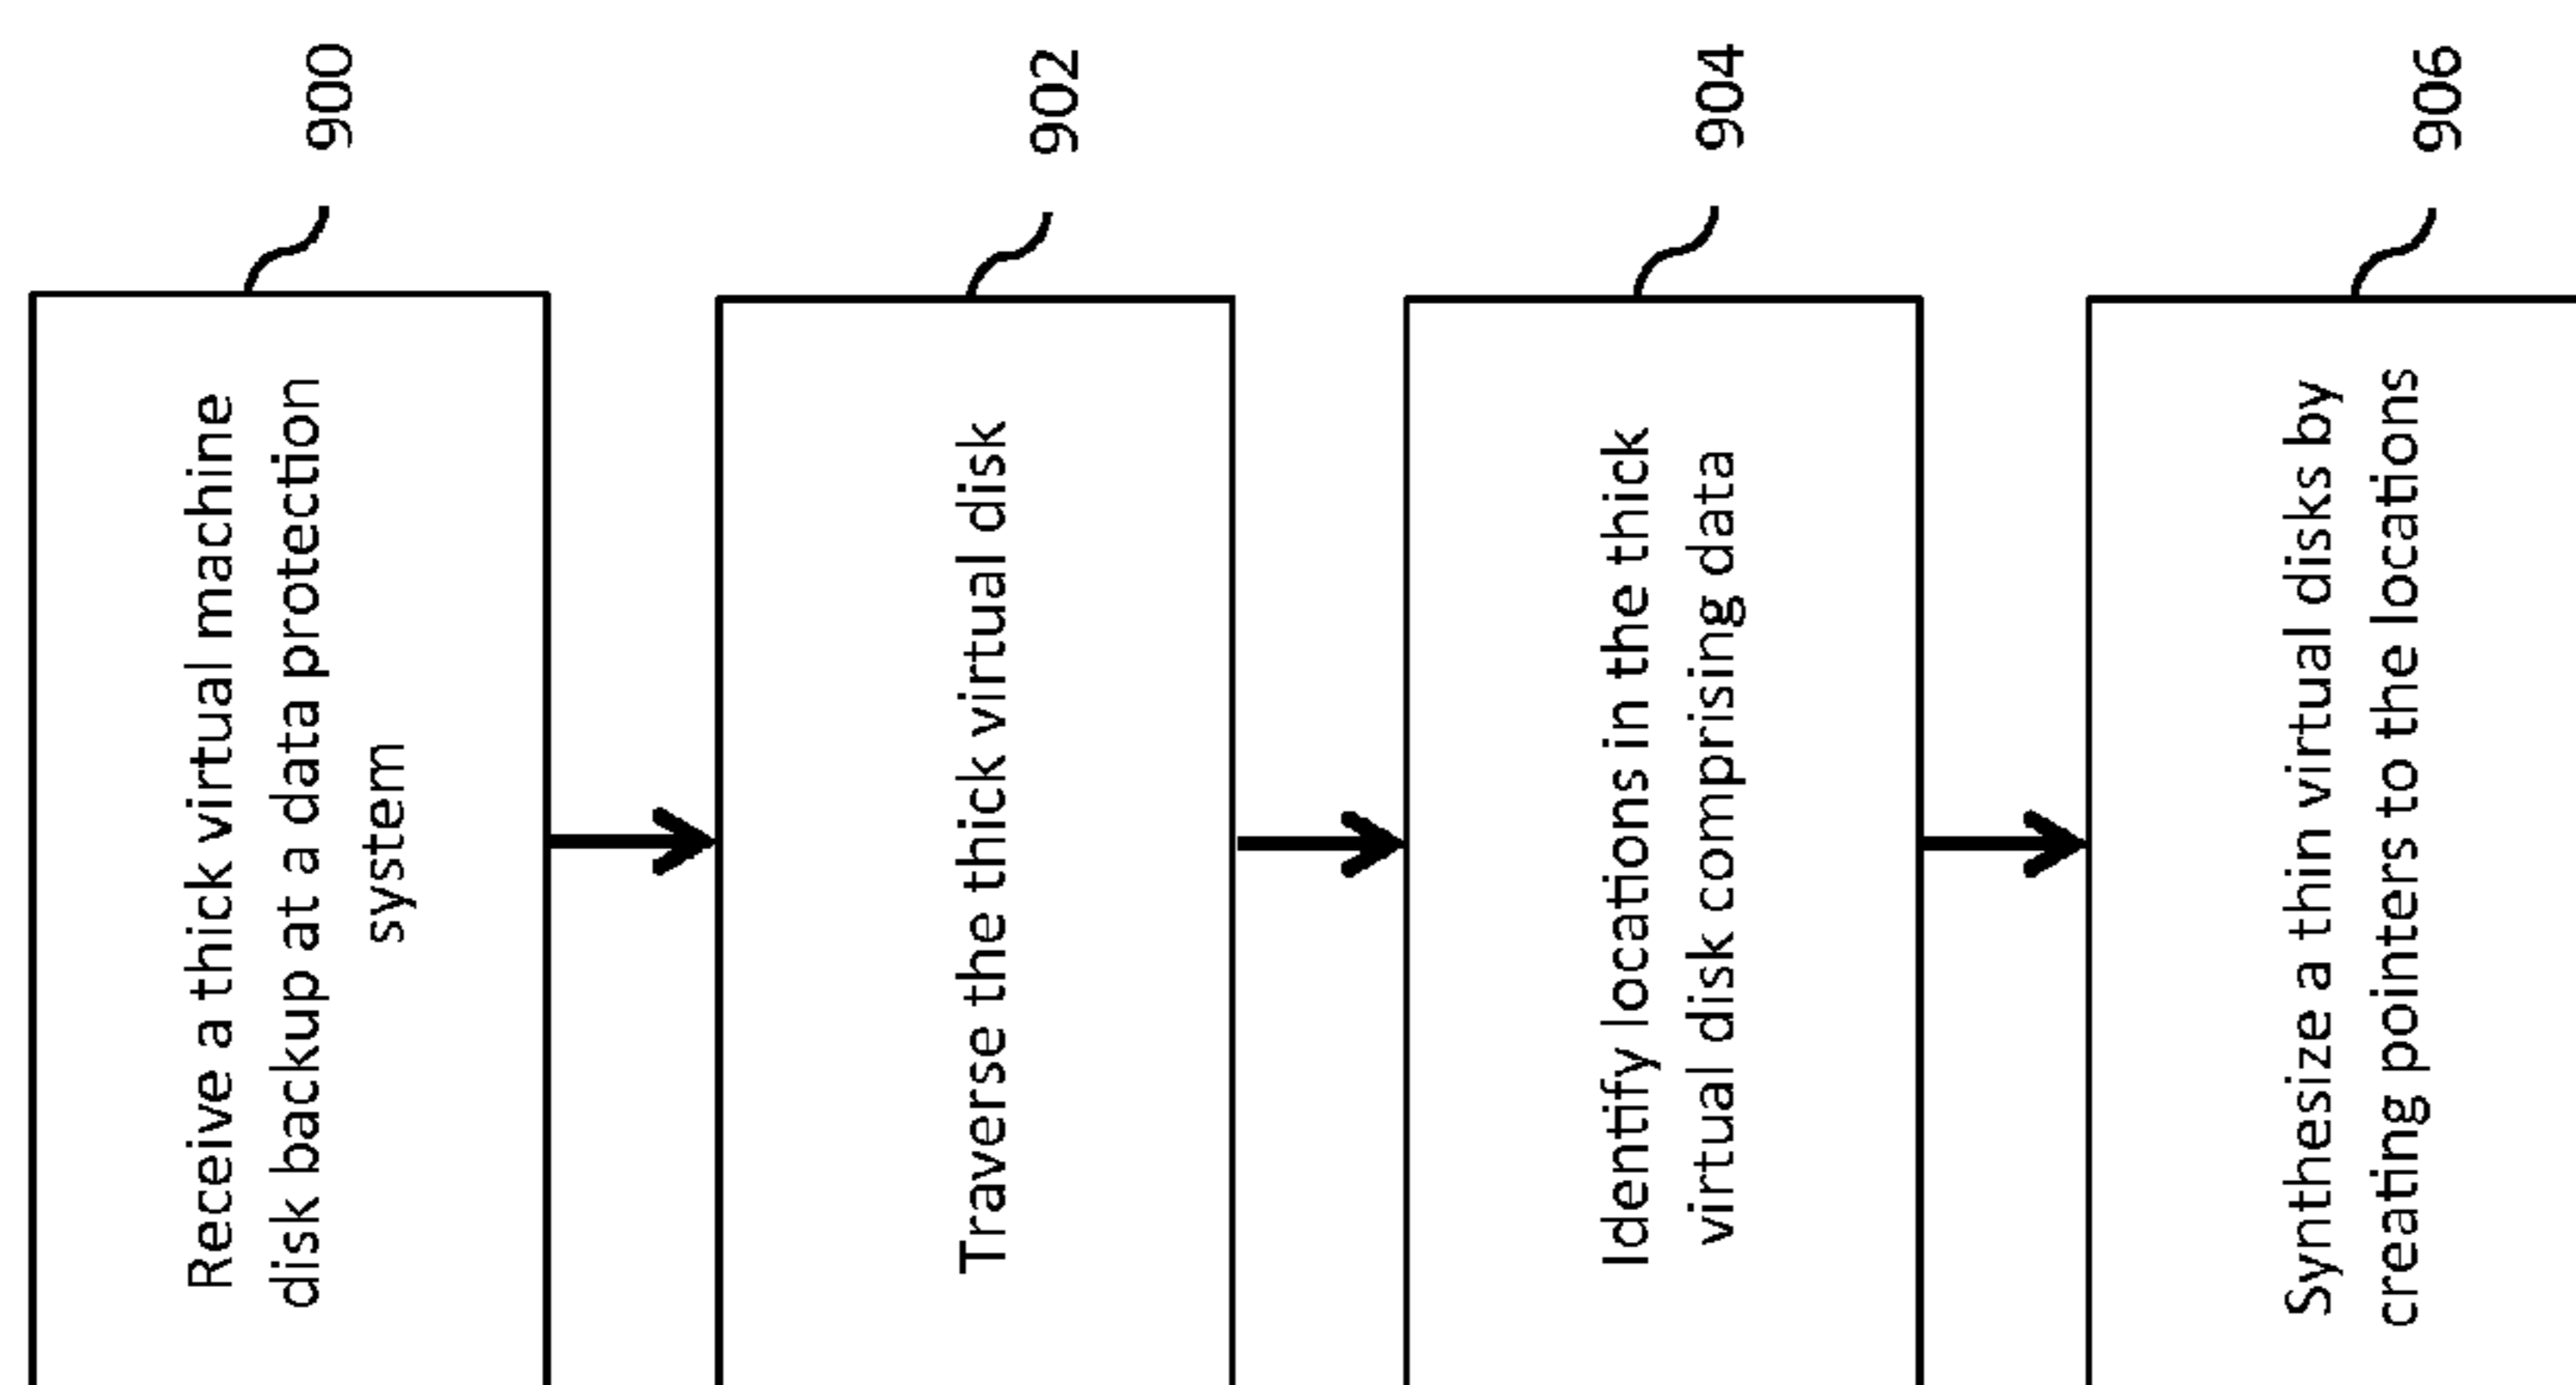 Receive a thick virtual machine
disk backup at a data protection
system
900
Traverse the thick virtual disk
902
Identify locations in the thick
virtual disk comprising data
904
Synthesize a thin virtual disks by
creating pointers to the locations
906